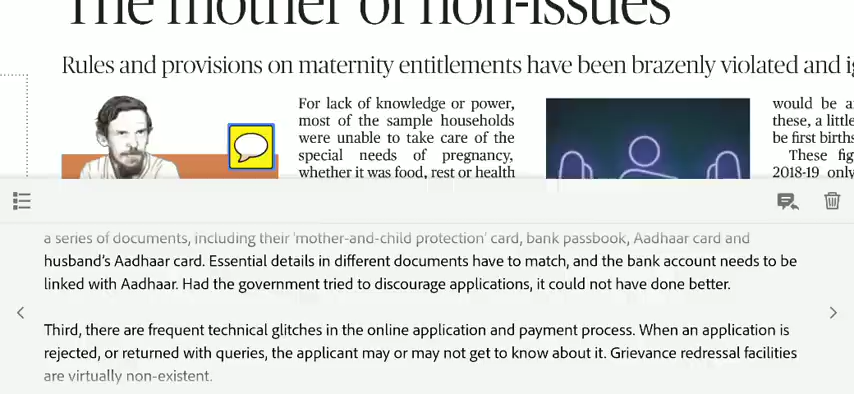 The mother of non-issues
Rules and provisions on maternity entitlements have been brazenly violated and
For lack of knowledge or power,
most of the sample households
were unable to take care of the
special needs of pregnancy,
whether it was food, rest or health
would be a
these, a little
be first births
These fig
2018-19 only
a series of documents, including their 'mother-and-child protection' card, bank passbook, Aadhaar card and
husband's Aadhaar card. Essential details in different documents have to match, and the bank account needs to be
linked with Aadhaar. Had the government tried to discourage applications, it could not have done better.
Third, there are frequent technical glitches in the online application and payment process. When an application is
rejected, or returned with queries, the applicant may or may not get to know about it. Grievance redressal facilities
are virtually non-existent.